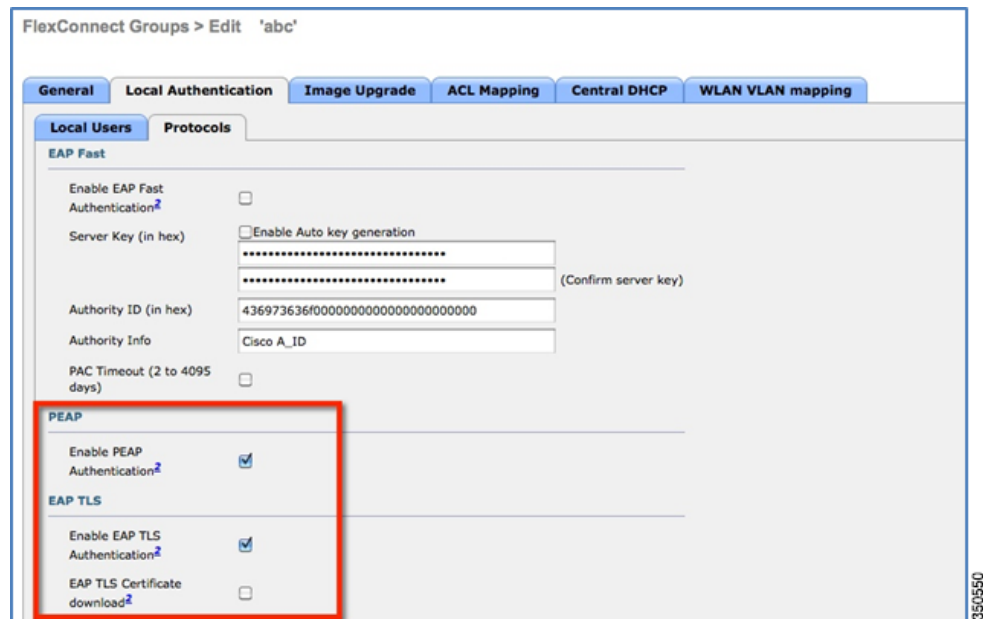 FlexConnect Groups > Edit 'abc'
General
Local Authentication
Image Upgrade
ACL Mapping
Central DHCP
WLAN VLAN mapping
Local Users
Protocols
EAP Fast
Enable EAP Fast
Authentication2
Server Key (in hex)
Enable Auto key generation
••••••••••••••••••••••••••••••••
••••••••••••••••••••••••••••••••
(Confirm server key)
Authority ID (in hex)
436973636f0000000000000000000000
Authority Info
Cisco A_ID
PAC Timeout (2 to 4095
days)
PEAP
Enable PEAP
Authentication2
EAP TLS
Enable EAP TLS
Authentication2
EAP TLS Certificate
download2
350550